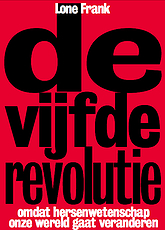 Lone Frank
de
vijfde
revolutie
omdat hersenwetenschap
onze wereld gaat veranderen